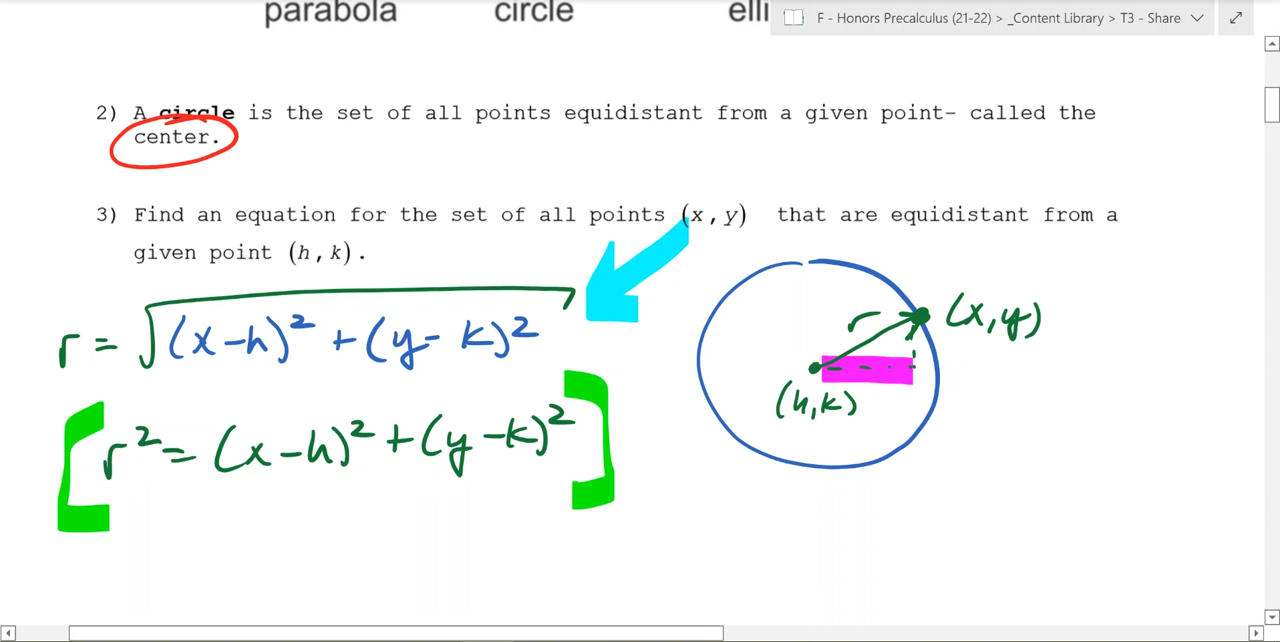 parabola circle elli
F - Honors Precalculus (21-22) > _Content Library > T3 - Share
2) A circle is the set of all points equidistant from a given point- called the
center.
3) Find an equation for the set of all points (x, y) that are equidistant from a
given point (h, k).
r = √(x-h)² + (y- k)²
r (x,y)
(h,k)
r² = (x-h)² + (y-k)²